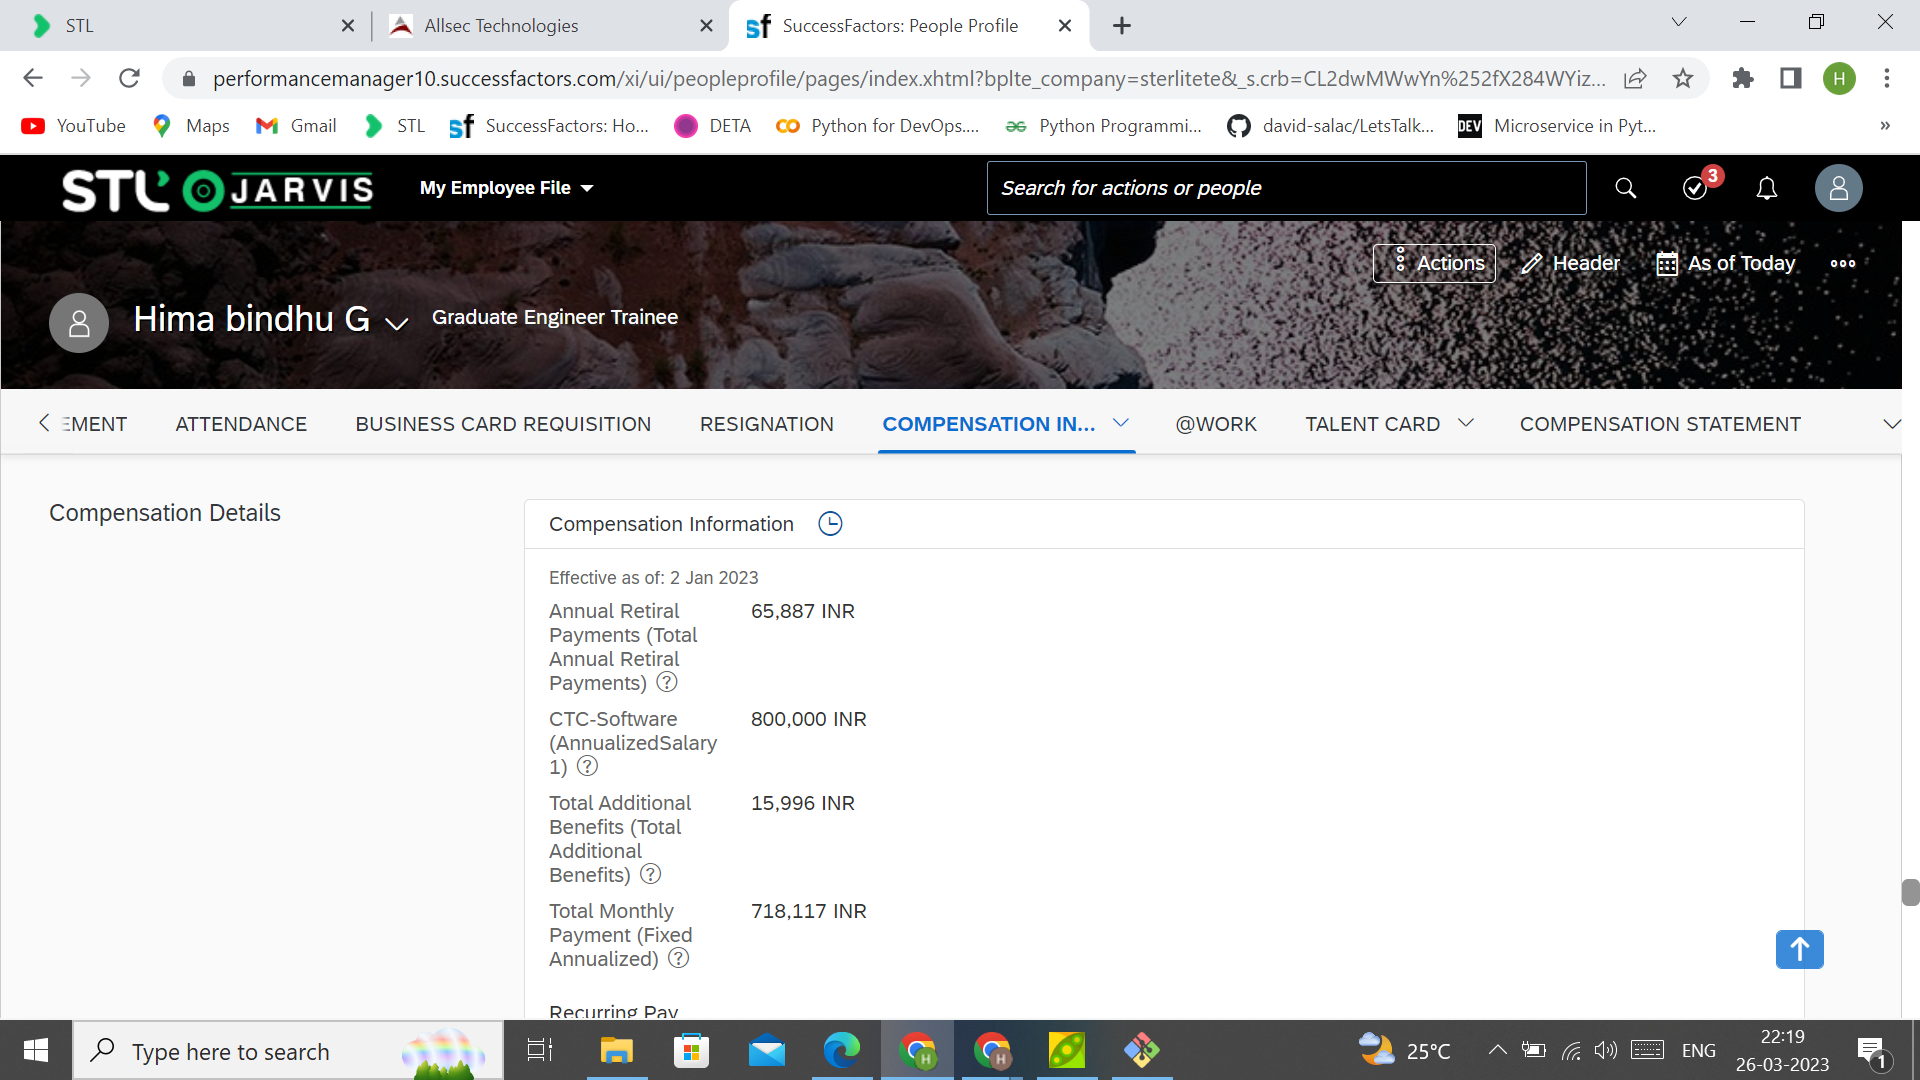 STL
Allsec Technologies
sf SuccessFactors: People Profile
performancemanager10.successfactors.com/xi/ui/peopleprofile/pages/index.xhtml?bplte_company=sterlitete&_s.crb=CL2dwMWwYn%252fX284WYiz...
H
YouTube
Maps
Gmail
STL
sf SuccessFactors: Ho...
DETA
Python for DevOps....
Python Programmi...
david-salac/LetsTalk...
DEV Microservice in Pyt...
»
STL JARVIS
My Employee File
Search for actions or people
3
Actions
Header
As of Today
Hima bindhu G
Graduate Engineer Trainee
EMENT
ATTENDANCE
BUSINESS CARD REQUISITION
RESIGNATION
COMPENSATION IN...
@WORK
TALENT CARD
COMPENSATION STATEMENT
Compensation Details
Compensation Information
Effective as of: 2 Jan 2023
Annual Retiral 65,887 INR
Payments (Total
Annual Retiral
Payments) ?
CTC-Software 800,000 INR
(AnnualizedSalary
1) ?
Total Additional 15,996 INR
Benefits (Total
Additional
Benefits) ?
Total Monthly 718,117 INR
Payment (Fixed
Annualized) ?
Recurring Pay
Type here to search
H
H
25°C
ENG
22:19
26-03-2023
1